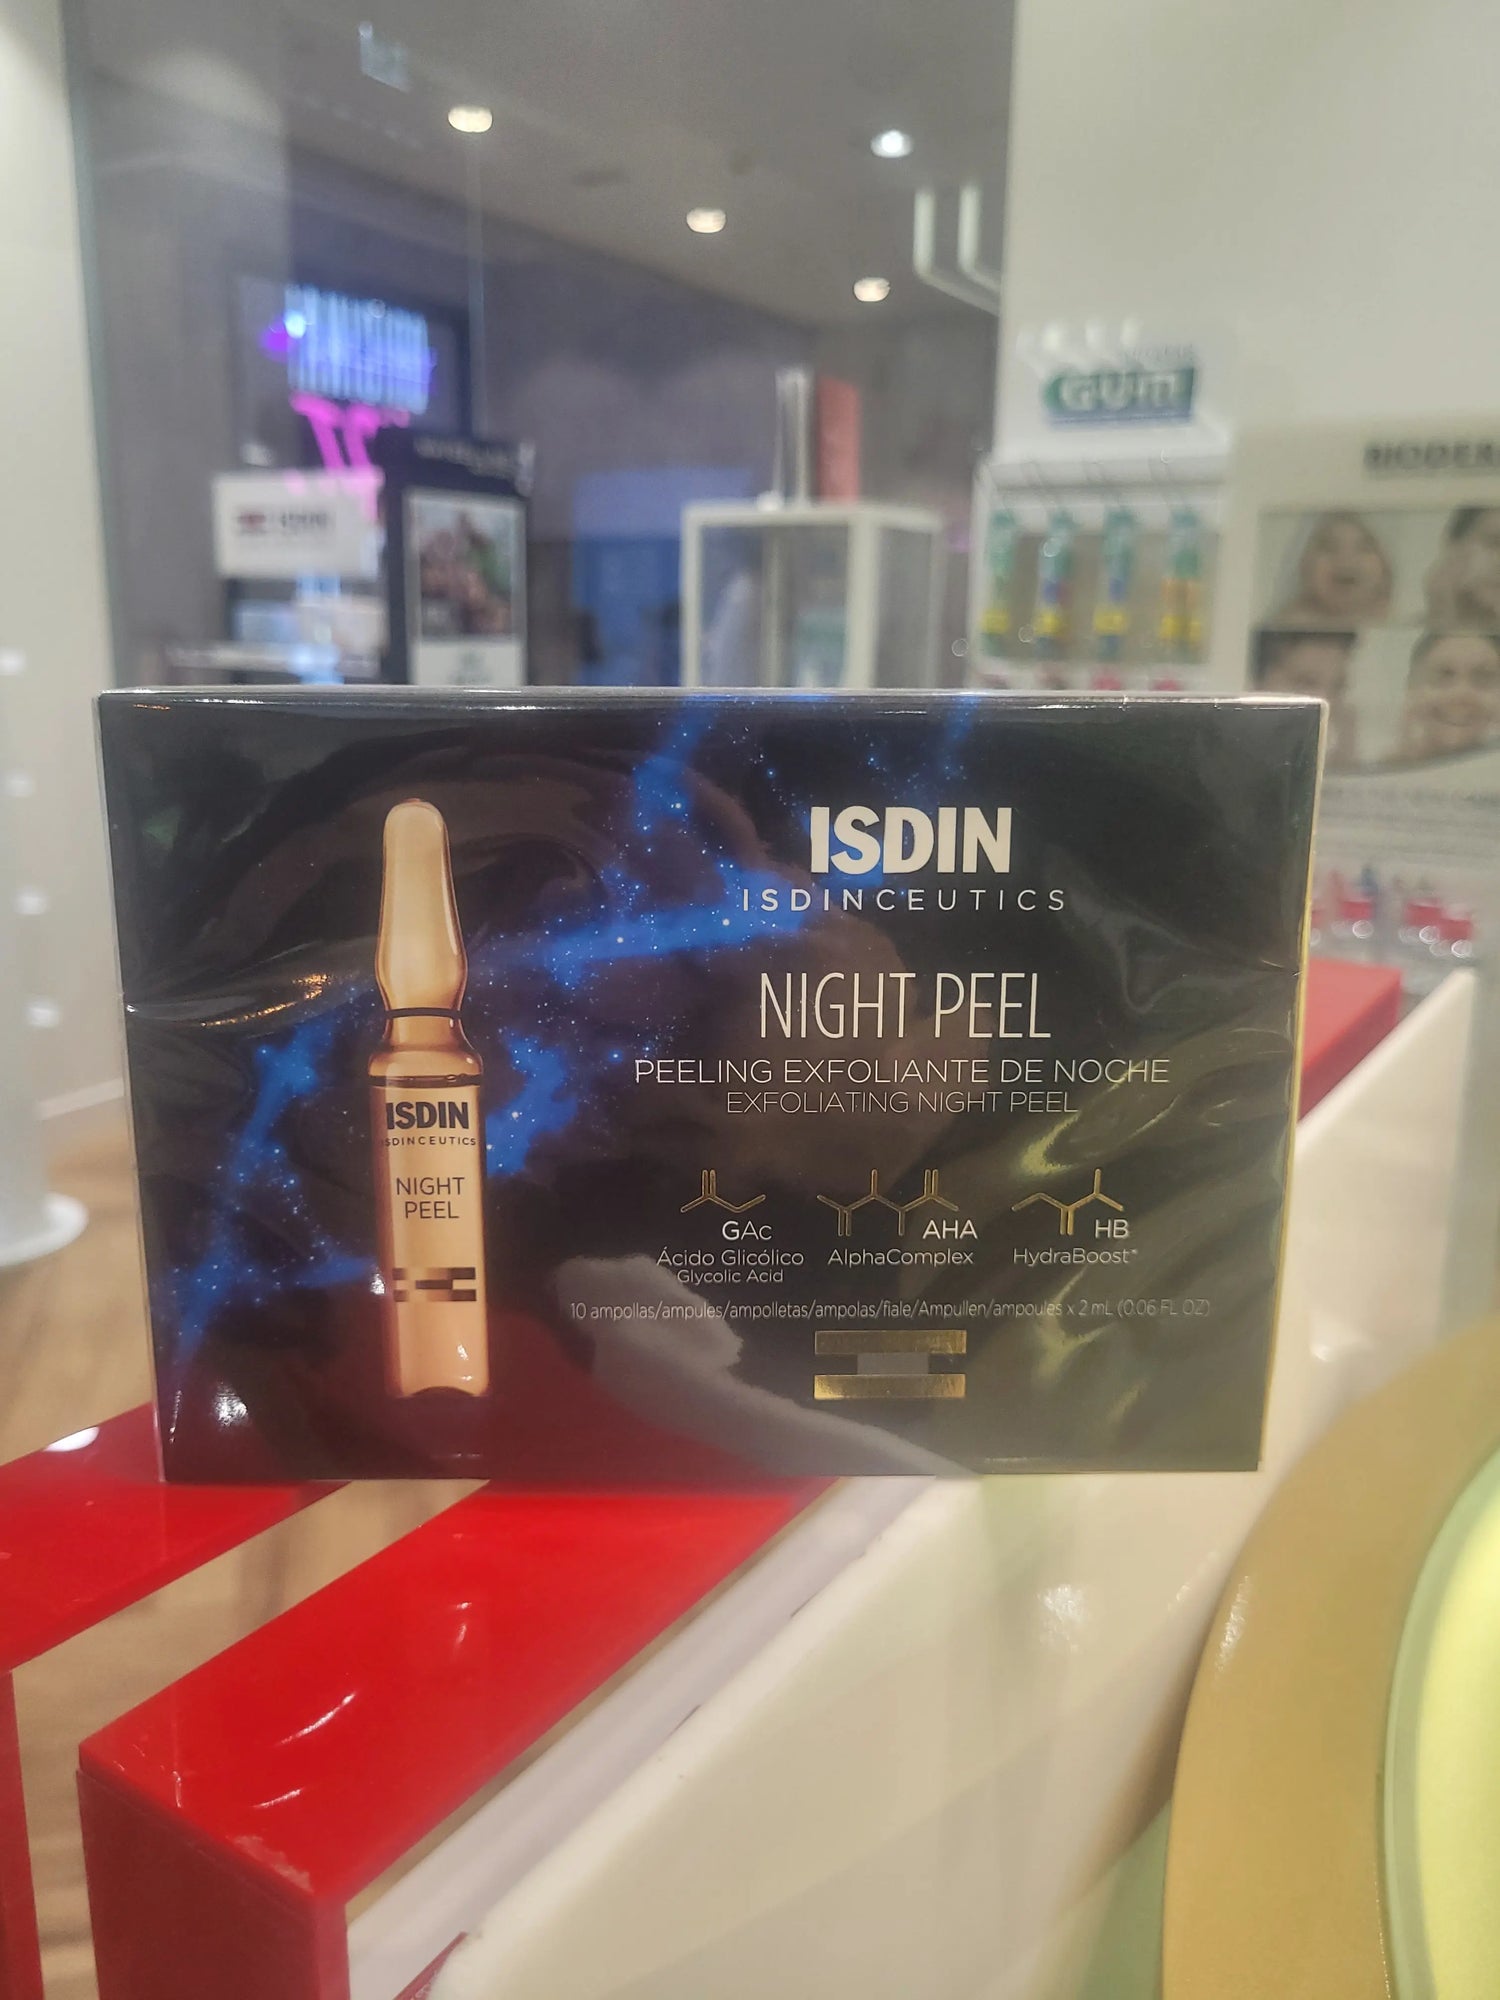 GUM
ISDIN
ISDIN
ISDINCEUTICS
NIGHT PEEL
PEELING EXFOLIANTE DE NOCHE
EXFOLIATING NIGHT PEEL
ISDIN
ISDINCEUTICS
NIGHT
PEEL
GAc
Ácido Glicólico
Glycolic Acid
AHA
AlphaComplex
HB
HydraBoost*
10 ampollas/ampules/ampolletas/ampolas/fiale/Ampullen/ampoules x 2 mL (0.06 FL OZ)